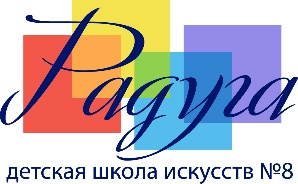 Радуга
детская школа искусств №8